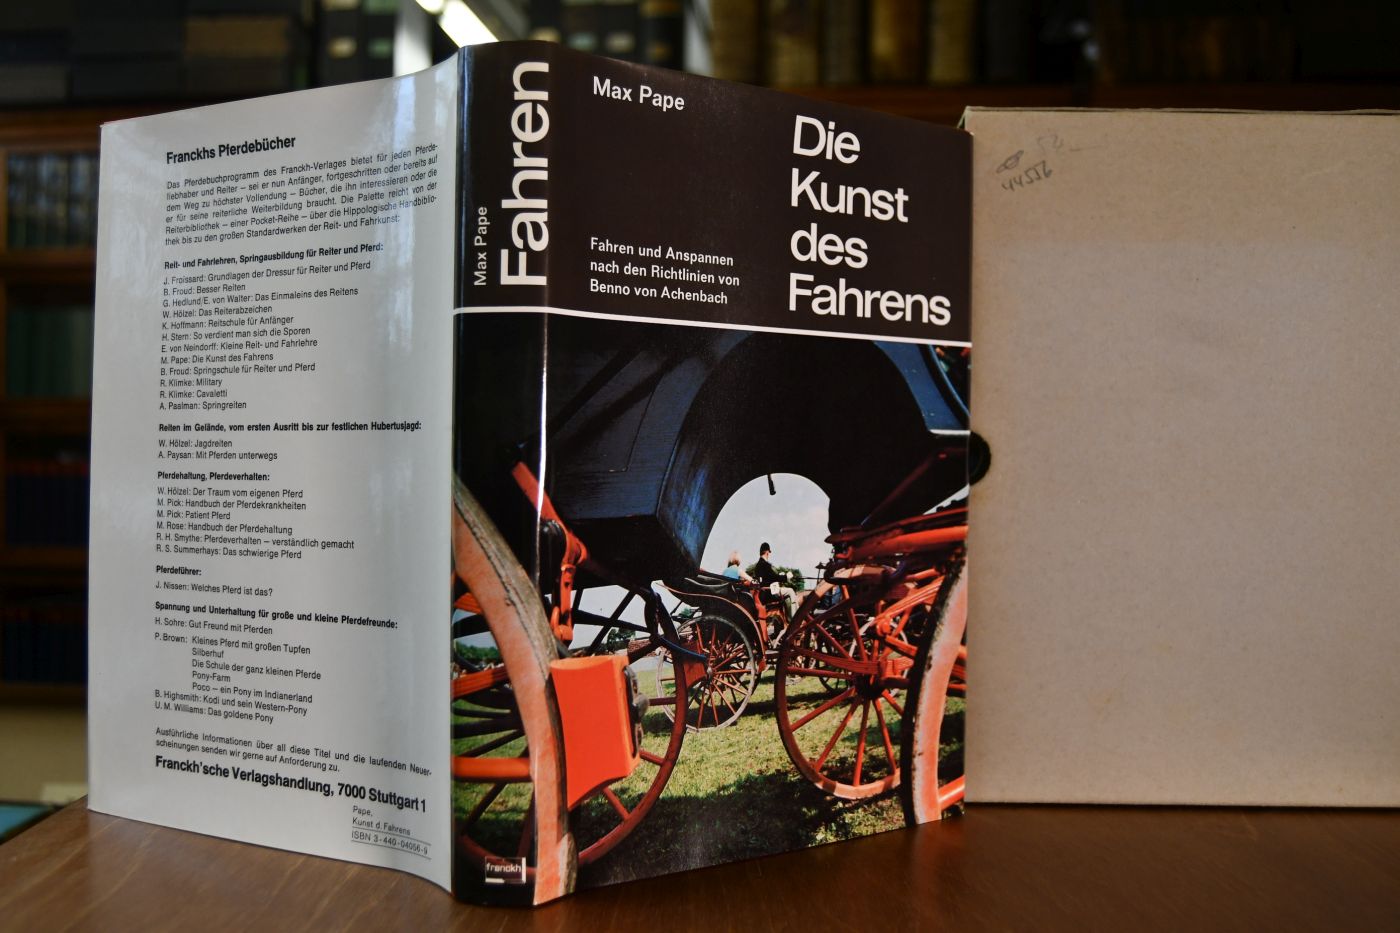 Franckhs Pferdebücher
Das Pferdebuchprogramm des Franckh-Verlages bietet für jeden Pferde-
liebhaber und Reiter – sei er nun Anfänger, fortgeschritten oder bereits auf
dem Weg zu höchster Vollendung – Bücher, die ihn interessieren oder die
er für seine reiterliche Weiterbildung braucht. Die Palette reicht von der
Reiterbibliothek – einer Pocket-Reihe – über die Hippologische Handbiblio-
thek bis zu den großen Standardwerken der Reit- und Fahrkunst:
Reit- und Fahrlehren, Springausbildung für Reiter und Pferd:
J. Froissard: Grundlagen der Dressur für Reiter und Pferd
B. Froud: Besser Reiten
G. Hedlund/E. von Walter: Das Einmaleins des Reitens
W. Hölzel: Das Reiterabzeichen
K. Hoffmann: Reitschule für Anfänger
H. Stern: So verdient man sich die Sporen
E. von Neindorff: Kleine Reit- und Fahrlehre
M. Pape: Die Kunst des Fahrens
B. Froud: Springschule für Reiter und Pferd
R. Klimke: Military
R. Klimke: Cavaletti
A. Paalman: Springreiten
Reiten im Gelände, vom ersten Ausritt bis zur festlichen Hubertusjagd:
W. Hölzel: Jagdreiten
A. Paysan: Mit Pferden unterwegs
Pferdehaltung, Pferdeverhalten:
W. Hölzel: Der Traum vom eigenen Pferd
M. Pick: Handbuch der Pferdekrankheiten
M. Pick: Patient Pferd
M. Rose: Handbuch der Pferdehaltung
R. H. Smythe: Pferdeverhalten – verständlich gemacht
R. S. Summerhays: Das schwierige Pferd
Pferdeführer:
J. Nissen: Welches Pferd ist das?
Spannung und Unterhaltung für große und kleine Pferdefreunde:
H. Sohre: Gut Freund mit Pferden
P. Brown: Kleines Pferd mit großen Tupfen
Silberhuf
Die Schule der ganz kleinen Pferde
Pony-Farm
Poco – ein Pony im Indianerland
B. Highsmith: Kodi und sein Western-Pony
U. M. Williams: Das goldene Pony
Ausführliche Informationen über all diese Titel und die laufenden Neuer-
scheinungen senden wir gerne auf Anforderung zu.
Franckh'sche Verlagshandlung, 7000 Stuttgart 1
Pape,
Kunst d. Fahrens
ISBN 3-440-04056-9
Max Pape
Fahren
franckh
Max Pape
Die
Kunst
des
Fahrens
Fahren und Anspannen
nach den Richtlinien von
Benno von Achenbach
44556